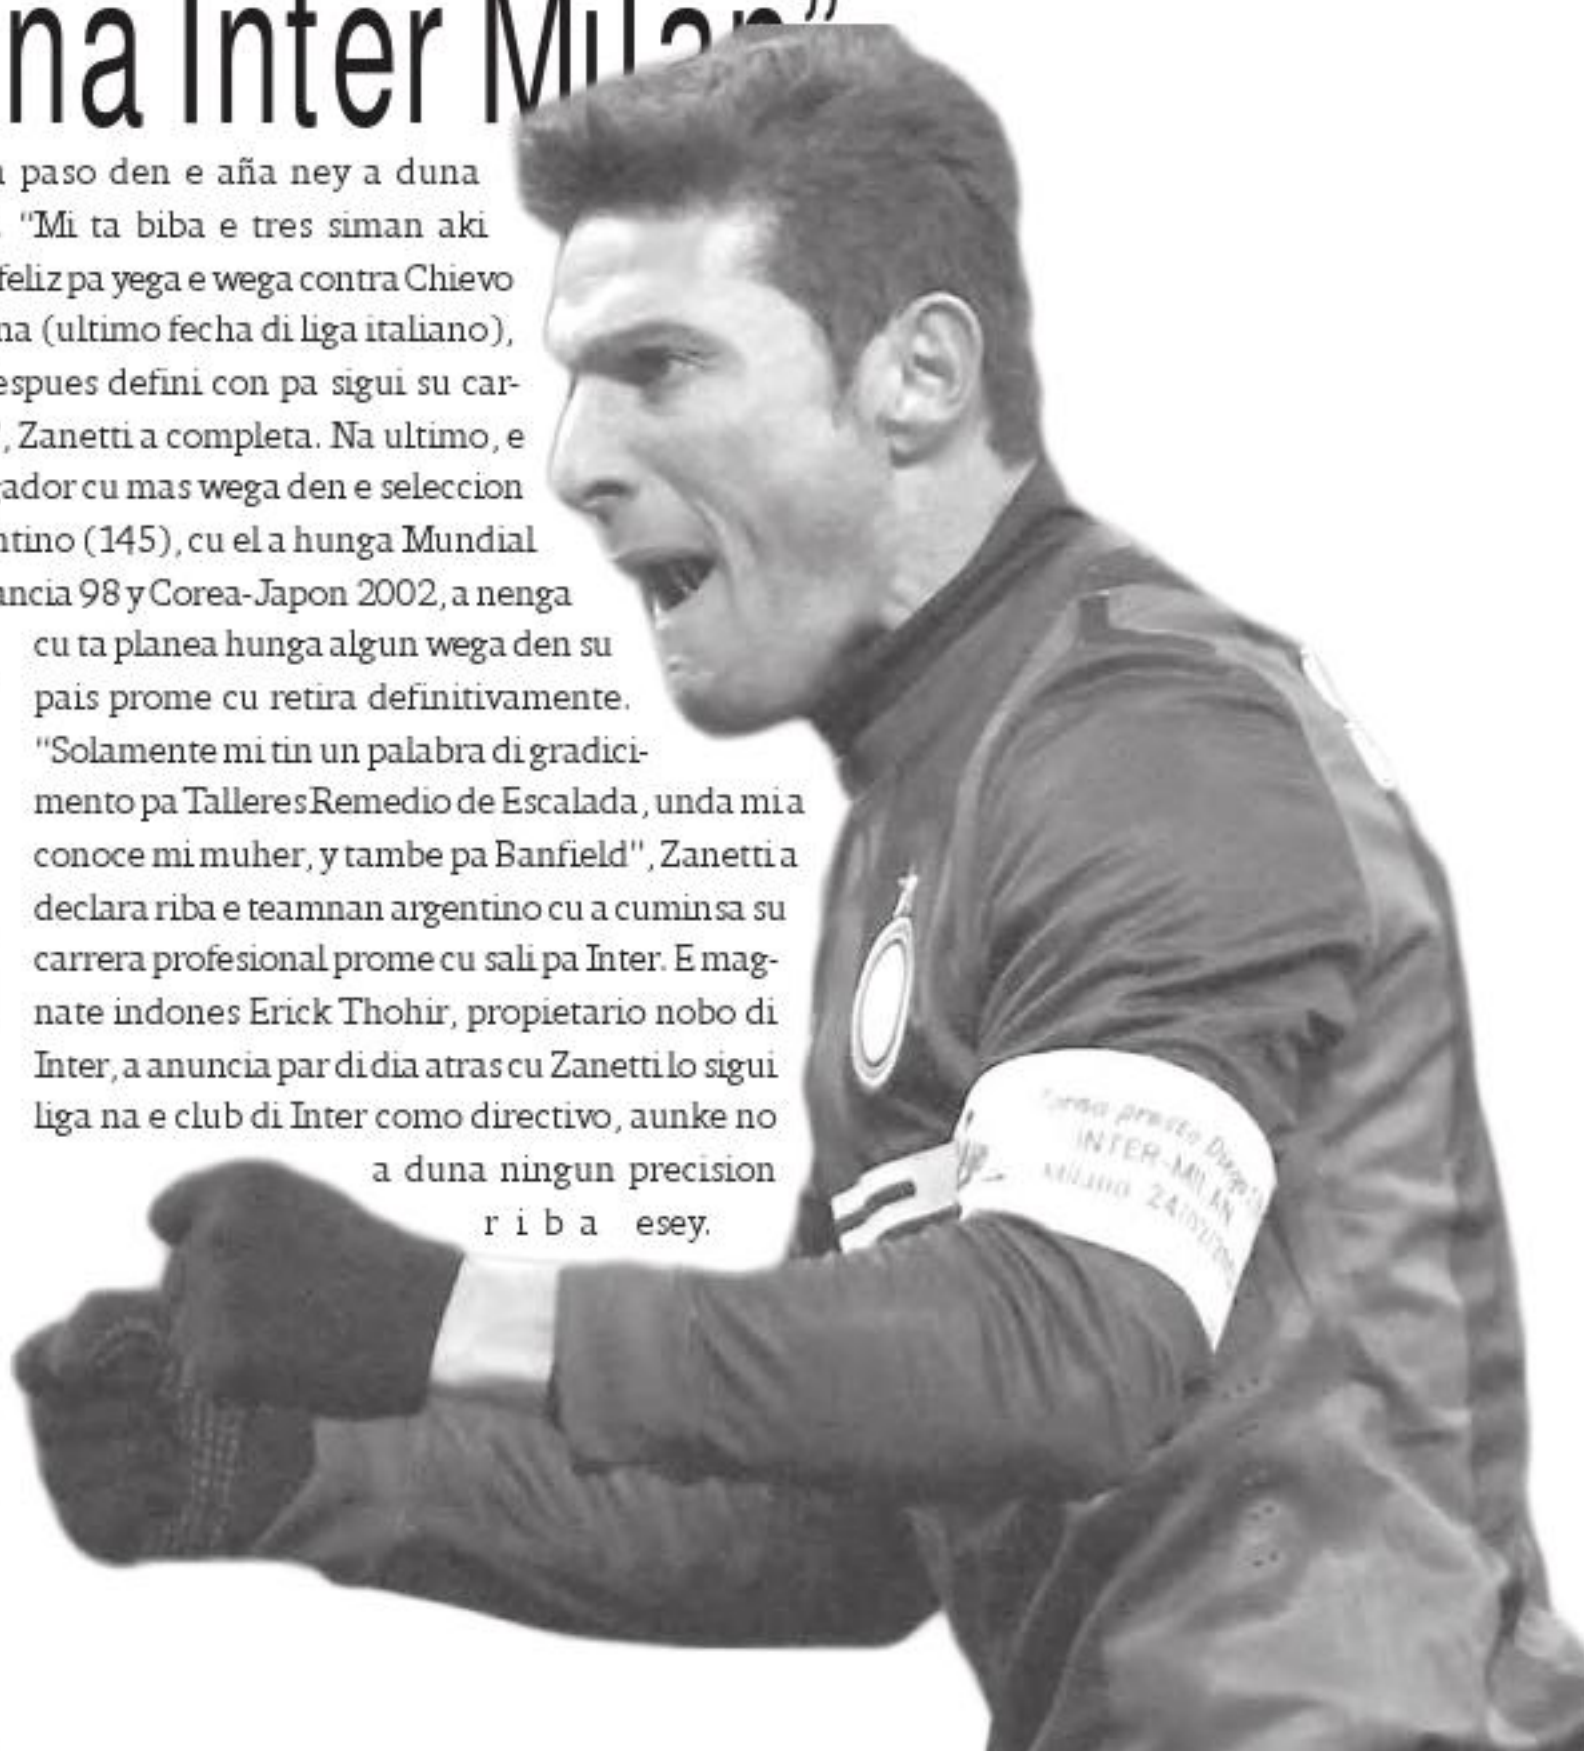 na Inter Milan”
paso den e aña ney a duna
“Mi ta biba e tres siman aki
feliz pa yega e wega contra Chievo
(ultimo fecha di liga italiano),
defini con pa sigui su car-
Zanetti a completa. Na ultimo, e
cu mas wega den e seleccion
(145), cu el a hunga Mundial
98 y Corea-Japon 2002, a nenga
cu ta planea hunga algun wega den su
pais prome cu retira definitivamente.
“Solamente mi tin un palabra di gradici-
mento pa Talleres Remedio de Escalada, unda mi a
conoce mi muher, y tambe pa Banfield", Zanetti a
declara riba e teamnan argentino cu a cuminsa su
carrera profesional prome cu sali pa Inter. E mag-
nate indones Erick Thohir, propietario nobo di
Inter, a anuncia par di dia atras cu Zanetti lo sigui
liga na e club di Inter como directivo, aunke no
a duna ningun precision
riba esey.
INTER-MILAN